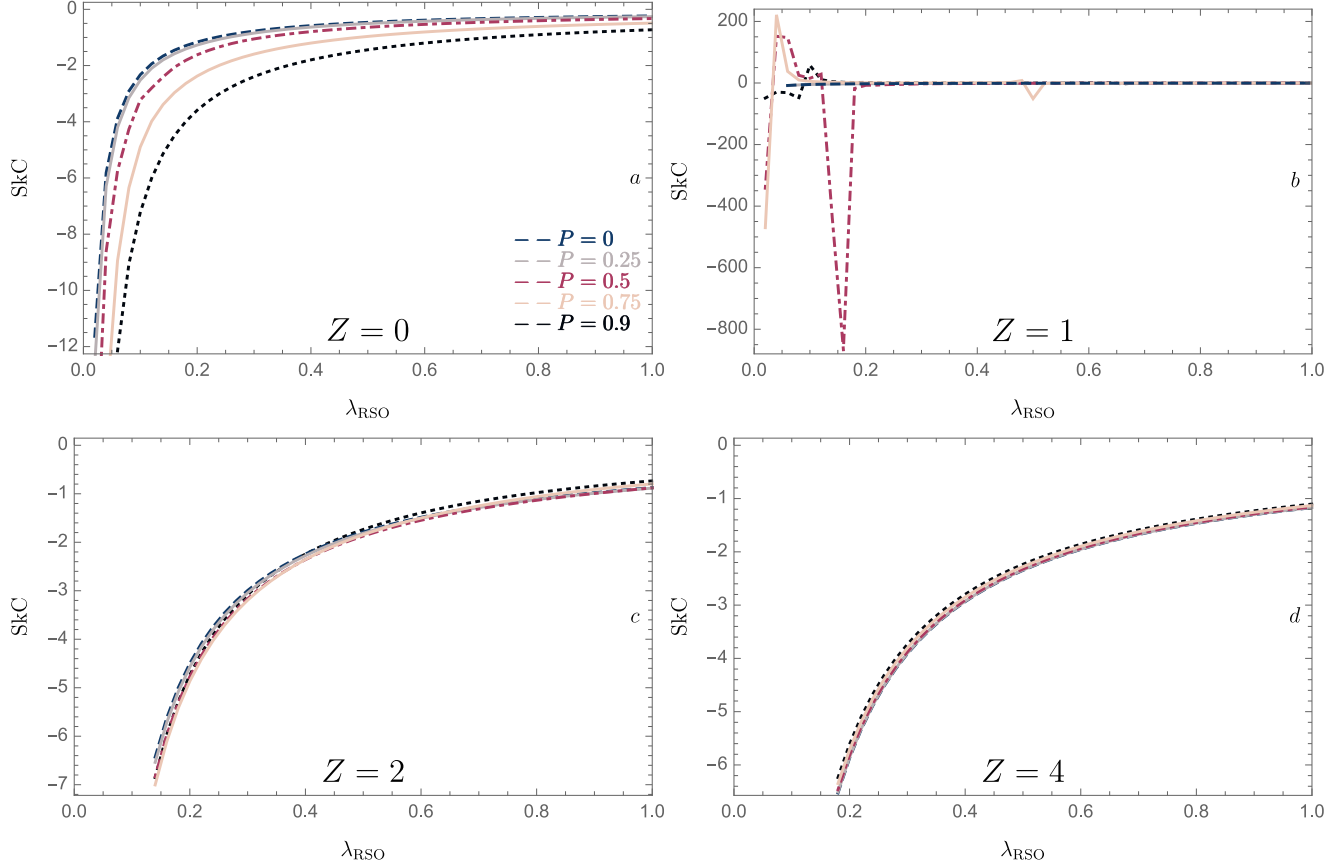 0
−2
−4
−6
−8
−10
−12
SkC
a
P = 0
P = 0.25
P = 0.5
P = 0.75
P = 0.9
Z = 0
0.0 0.2 0.4 0.6 0.8 1.0
λRSO
200
0
−200
−400
−600
−800
SkC
b
Z = 1
0.0 0.2 0.4 0.6 0.8 1.0
λRSO
0
−1
−2
−3
−4
−5
−6
−7
SkC
c
Z = 2
0.0 0.2 0.4 0.6 0.8 1.0
λRSO
0
−1
−2
−3
−4
−5
−6
SkC
d
Z = 4
0.0 0.2 0.4 0.6 0.8 1.0
λRSO